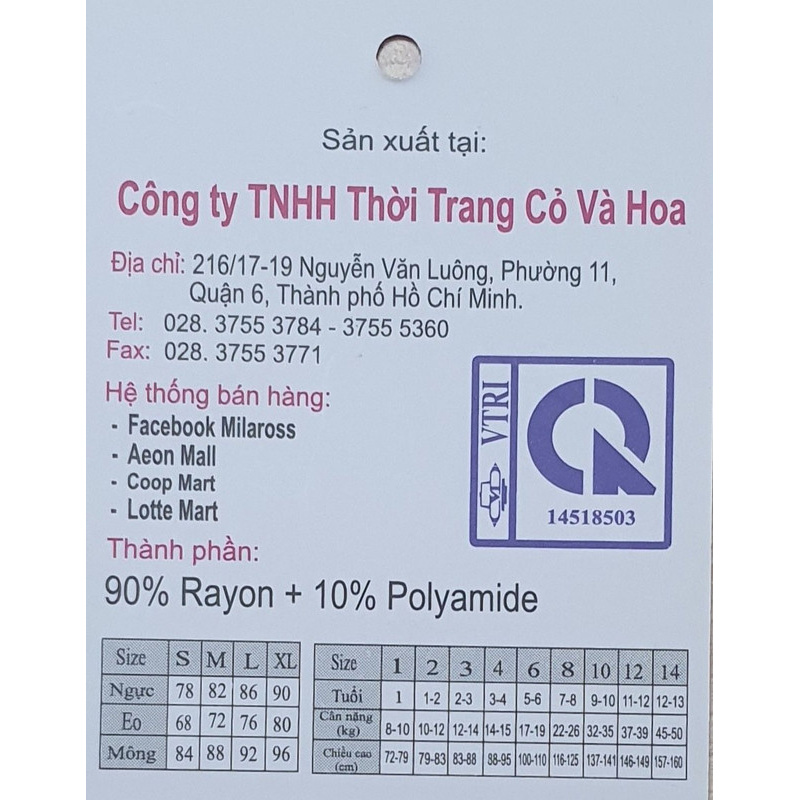 Sản xuất tại:
Công ty TNHH Thời Trang Cỏ Và Hoa
Địa chỉ: 216/17-19 Nguyễn Văn Luông, Phường 11,
Quận 6, Thành phố Hồ Chí Minh.
Tel: 028. 3755 3784 - 3755 5360
Fax: 028. 3755 3771
Hệ thống bán hàng:
- Facebook Milaross
- Aeon Mall
- Coop Mart
- Lotte Mart
VTRI
14518503
Thành phần:
90% Rayon + 10% Polyamide
Size S M L XL
Ngực 78 82 86 90
Eo 68 72 76 80
Mông 84 88 92 96
Size 1 2 3 4 6 8 10 12 14
Tuổi 1 1-2 2-3 3-4 5-6 7-8 9-10 11-12 12-13
Cân nặng
(kg) 8-10 10-12 12-14 14-15 17-19 22-26 32-35 37-39 45-50
Chiều cao
(cm) 72-79 79-83 83-88 88-95 100-110 116-125 137-141 146-149 157-160